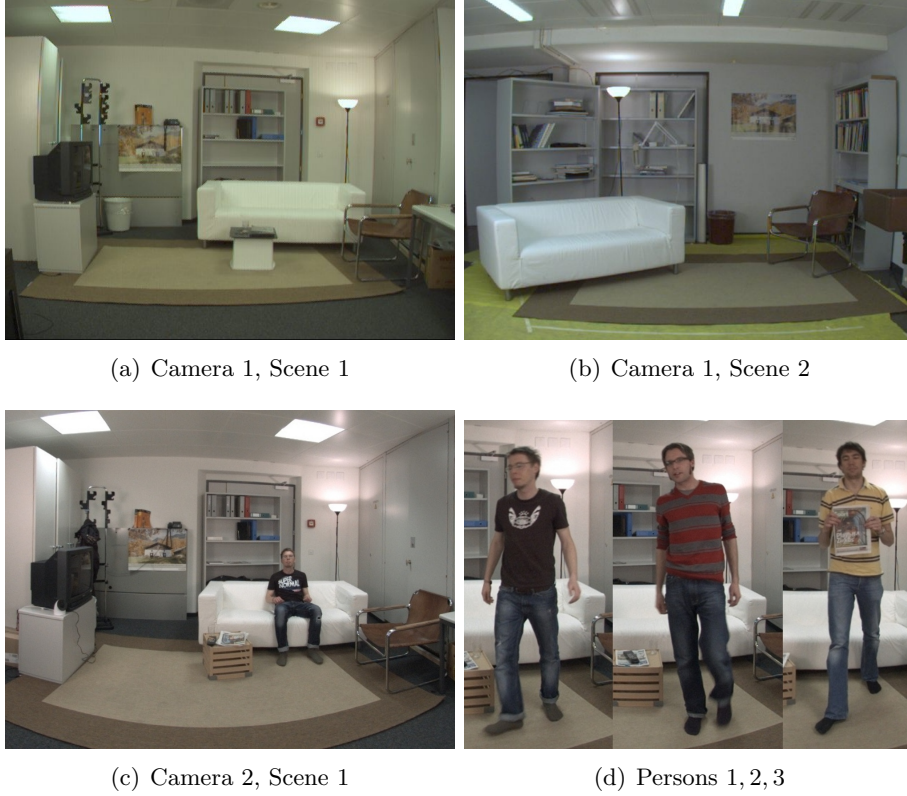 (a) Camera 1, Scene 1
(b) Camera 1, Scene 2
(c) Camera 2, Scene 1
(d) Persons 1, 2, 3